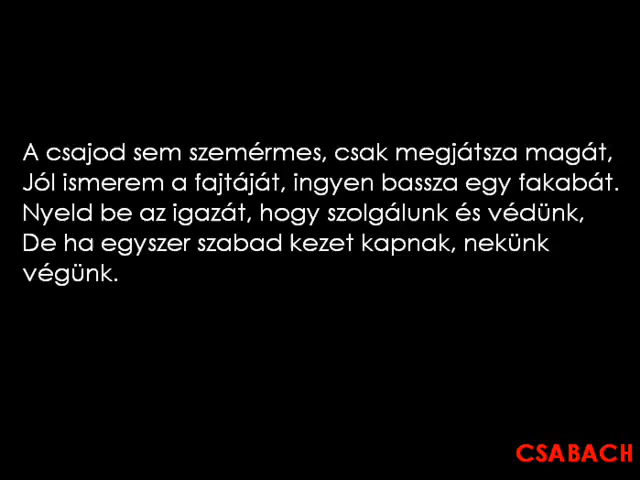 A csajod sem szemérmes, csak megjátsza magát,
Jól ismerem a fajtáját, ingyen bassza egy fakabát.
Nyeld be az igazát, hogy szolgálunk és védünk,
De ha egyszer szabad kezet kapnak, nekünk
végünk.
CSABACH